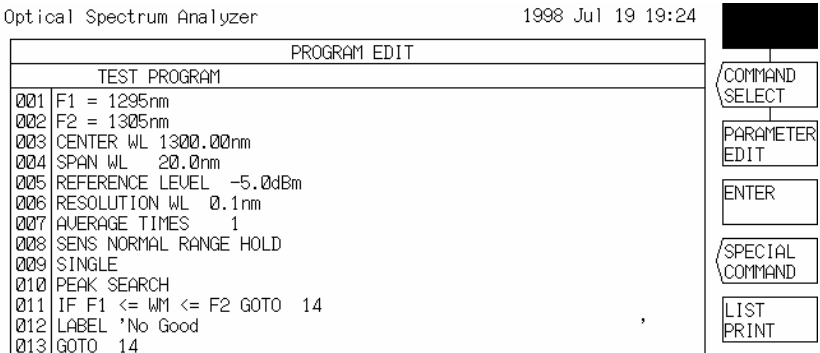 Optical Spectrum Analyzer 1998 Jul 19 19:24
PROGRAM EDIT
TEST PROGRAM
001 F1 = 1295nm
002 F2 = 1305nm
003 CENTER WL 1300.00nm
004 SPAN WL 20.0nm
005 REFERENCE LEVEL -5.0dBm
006 RESOLUTION WL 0.1nm
007 AVERAGE TIMES 1
008 SENS NORMAL RANGE HOLD
009 SINGLE
010 PEAK SEARCH
011 IF F1 <= WM <= F2 GOTO 14
012 LABEL 'No Good '
013 GOTO 14
COMMAND
SELECT
PARAMETER
EDIT
ENTER
SPECIAL
COMMAND
LIST
PRINT